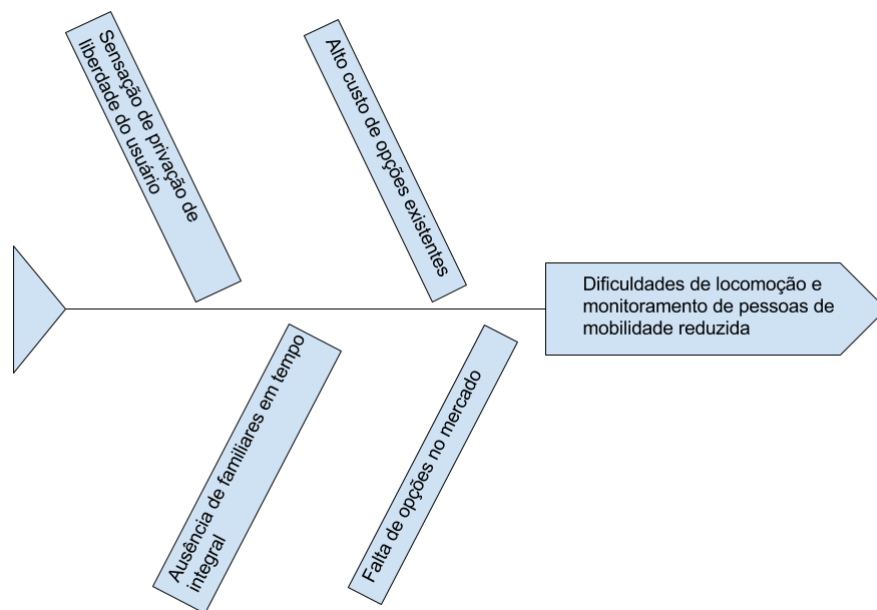 Sensação de privação de
liberdade do usuário
Alto custo de opções existentes
Dificuldades de locomoção e
monitoramento de pessoas de
mobilidade reduzida
Ausência de familiares em tempo
integral
Falta de opções no mercado